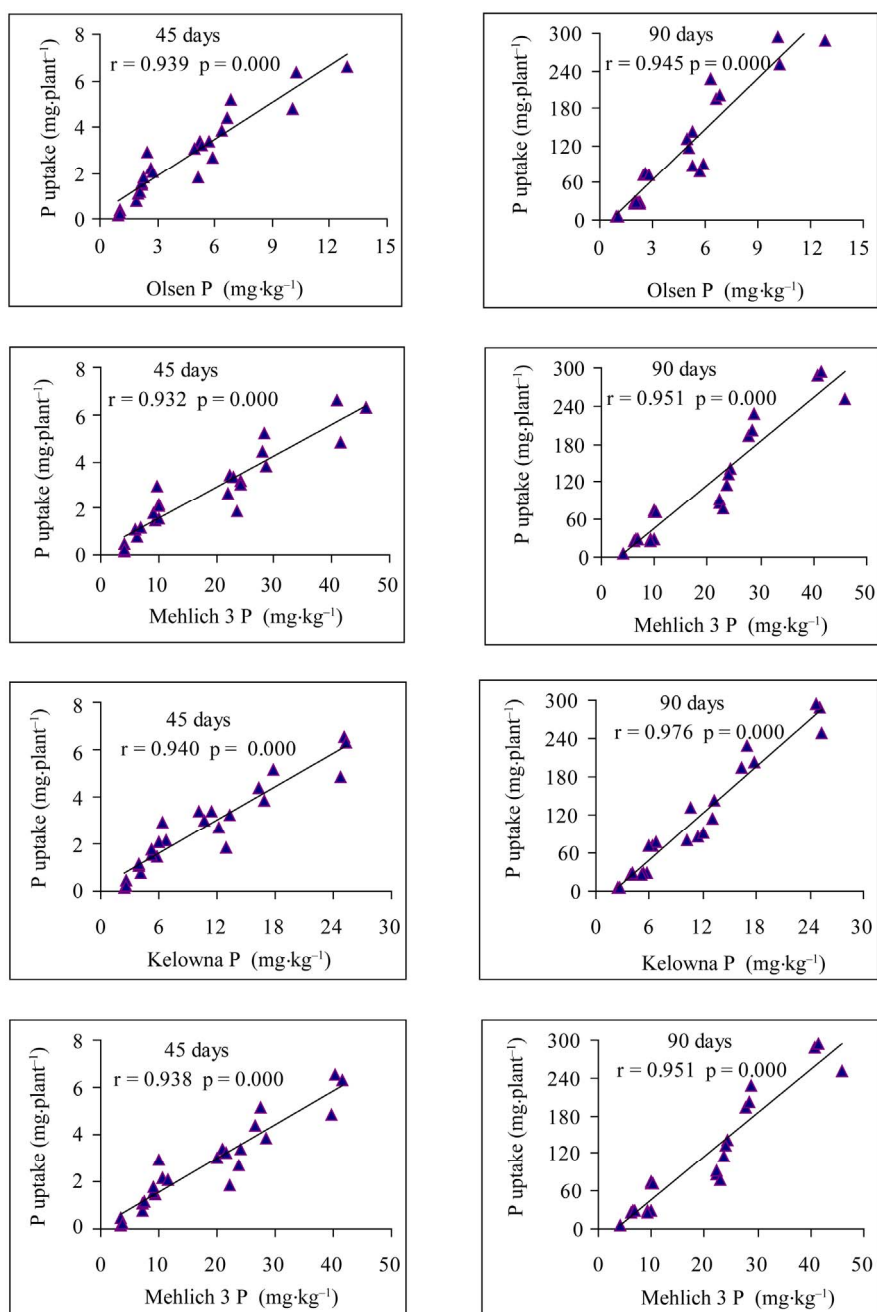 8
45 days
r = 0.939 p = 0.000
6
4
2
0
P uptake (mg·plant⁻¹)
0 3 6 9 12 15
Olsen P (mg·kg⁻¹)
300
90 days
r = 0.945 p = 0.000
240
180
120
60
0
P uptake (mg·plant⁻¹)
0 3 6 9 12 15
Olsen P (mg·kg⁻¹)
8
45 days
r = 0.932 p = 0.000
6
4
2
0
P uptake (mg·plant⁻¹)
0 10 20 30 40 50
Mehlich 3 P (mg·kg⁻¹)
300
90 days
r = 0.951 p = 0.000
240
180
120
60
0
P uptake (mg·plant⁻¹)
0 10 20 30 40 50
Mehlich 3 P (mg·kg⁻¹)
8
45 days
r = 0.940 p = 0.000
6
4
2
0
P uptake (mg·plant⁻¹)
0 6 12 18 24 30
Kelowna P (mg·kg⁻¹)
300
90 days
r = 0.976 p = 0.000
240
180
120
60
0
P uptake (mg·plant⁻¹)
0 6 12 18 24 30
Kelowna P (mg·kg⁻¹)
8
45 days
r = 0.938 p = 0.000
6
4
2
0
P uptake (mg·plant⁻¹)
0 10 20 30 40 50
Mehlich 3 P (mg·kg⁻¹)
300
90 days
r = 0.951 p = 0.000
240
180
120
60
0
P uptake (mg·plant⁻¹)
0 10 20 30 40 50
Mehlich 3 P (mg·kg⁻¹)